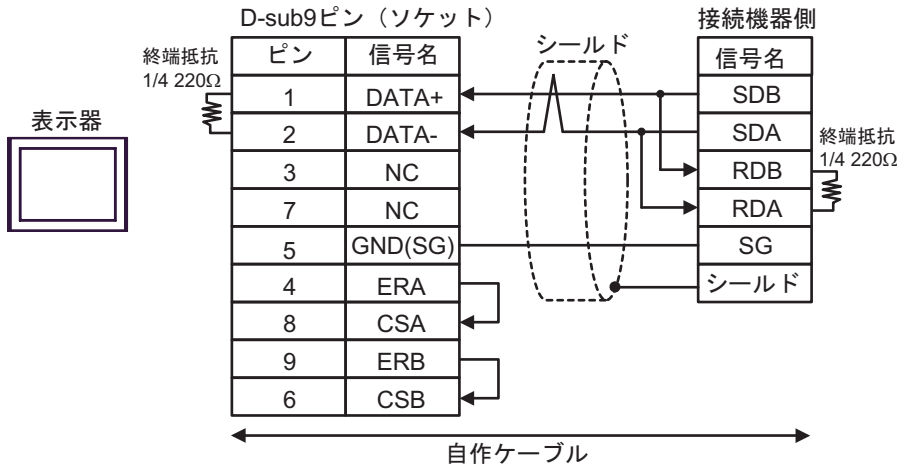 D-sub9ピン（ソケット）
接続機器側
終端抵抗
1/4 220Ω
ピン 信号名
シールド
信号名
表示器
1 DATA+ SDB
2 DATA- SDA
終端抵抗
1/4 220Ω
3 NC RDB
7 NC RDA
5 GND(SG) SG
4 ERA シールド
8 CSA
9 ERB
6 CSB
自作ケーブル